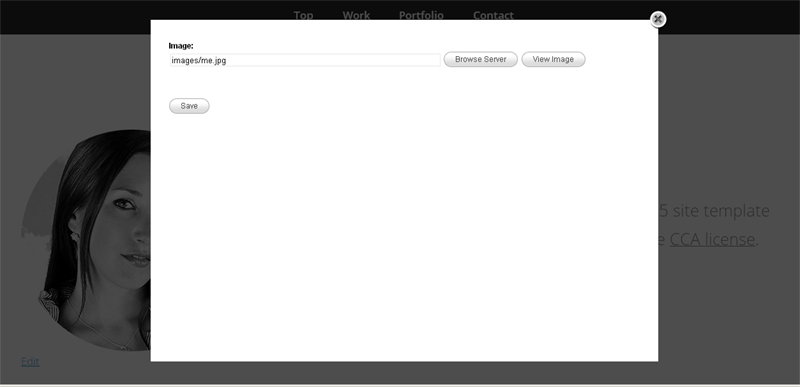 Top Work Portfolio Contact
Image:
images/me.jpg Browse Server View Image
Save
5 site template
CCA license.
Edit